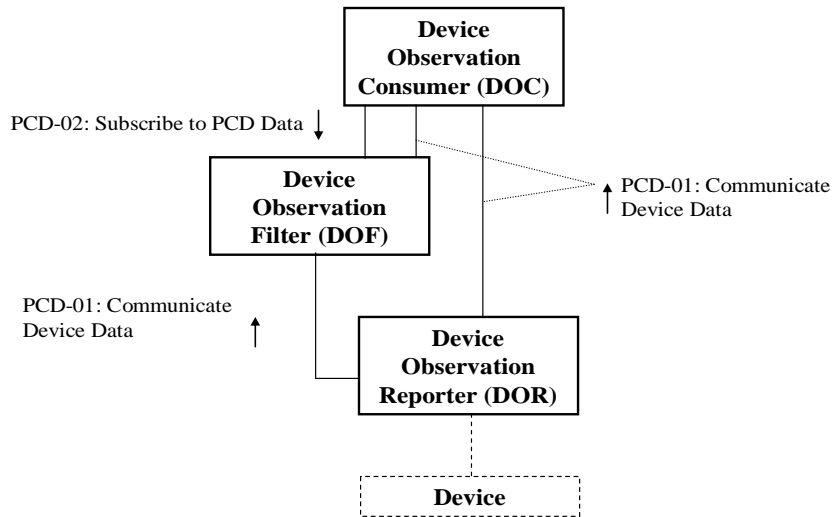 Device
Observation
Consumer (DOC)
PCD-02: Subscribe to PCD Data
Device
Observation
Filter (DOF)
PCD-01: Communicate
Device Data
PCD-01: Communicate
Device Data
Device
Observation
Reporter (DOR)
Device